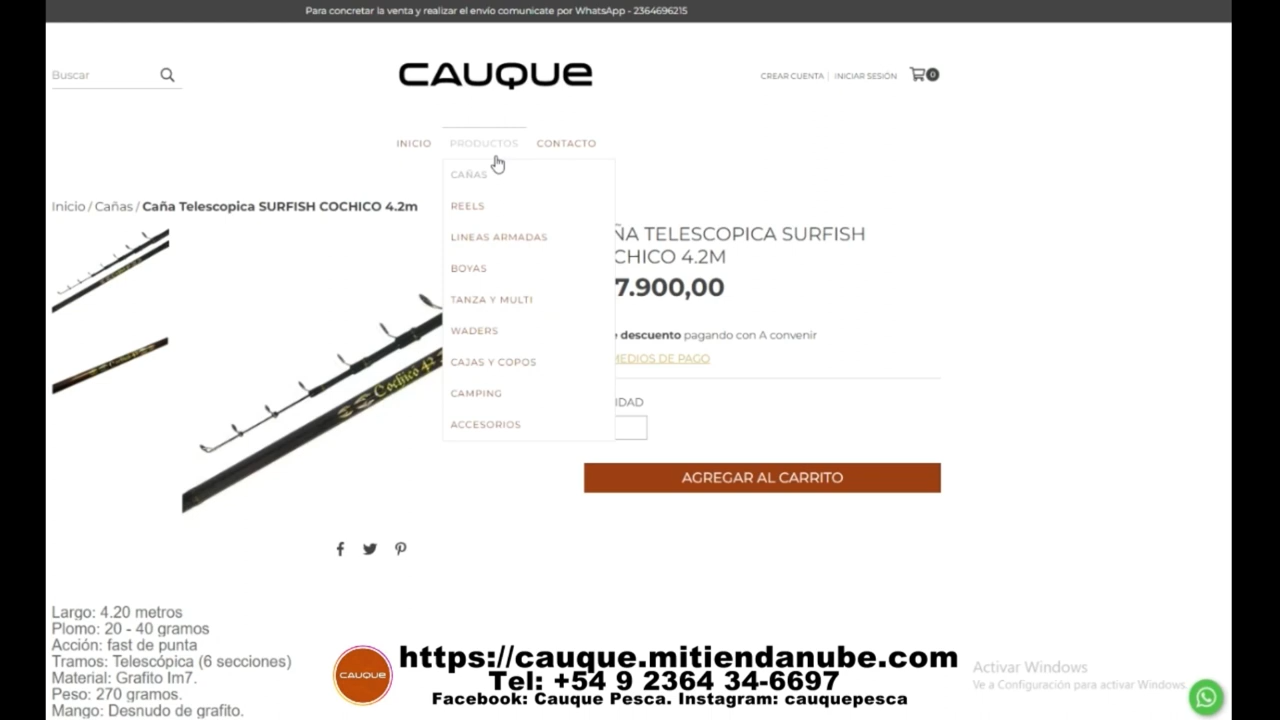 Para concretar la venta y realizar el envío comunicate por WhatsApp - 2364696215
Buscar
CAUQUE
CREAR CUENTA | INICIAR SESIÓN
0
INICIO
PRODUCTOS
CONTACTO
CAÑAS
REELS
LINEAS ARMADAS
BOYAS
TANZA Y MULTI
WADERS
CAJAS Y COPOS
CAMPING
ACCESORIOS
Inicio / Cañas / Caña Telescopica SURFISH COCHICO 4.2m
ÑA TELESCOPICA SURFISH
CHICO 4.2M
7.900,00
descuento pagando con A convenir
MEDIOS DE PAGO
IDAD
AGREGAR AL CARRITO
Cochico 42
Largo: 4.20 metros
Plomo: 20 - 40 gramos
Acción: fast de punta
Tramos: Telescópica (6 secciones)
Material: Grafito Im7.
Peso: 270 gramos.
Mango: Desnudo de grafito.
CAUQUE
https://cauque.mitiendanube.com
Tel: +54 9 2364 34-6697
Facebook: Cauque Pesca. Instagram: cauquepesca
Activar Windows
Ve a Configuración para activar Windows.